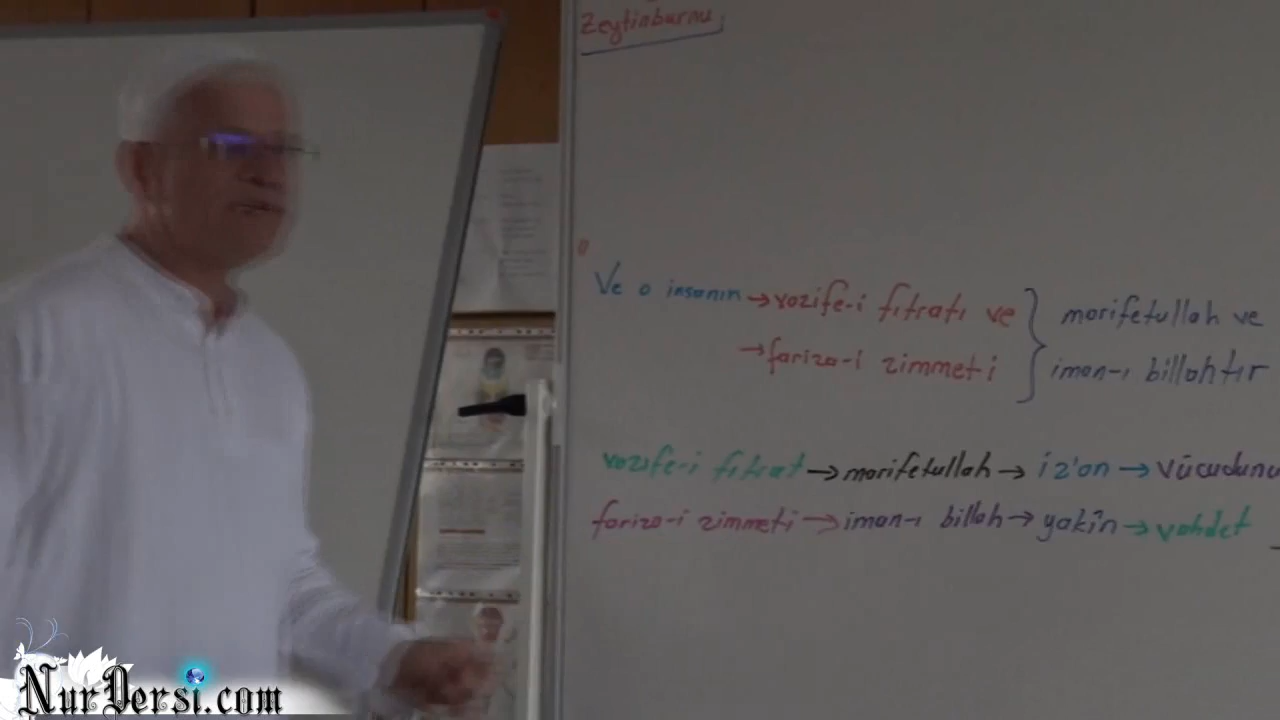 Zeytinburnu
Ve o insanın → vazife-i fıtratı ve } marifetullah ve
→ fariza-i zimmeti iman-ı billahtır
vazife-i fıtrat → marifetullah → iz'an → vücudunu
fariza-i zimmeti → iman-ı billah → yakîn → vahdet
NurDersi.com